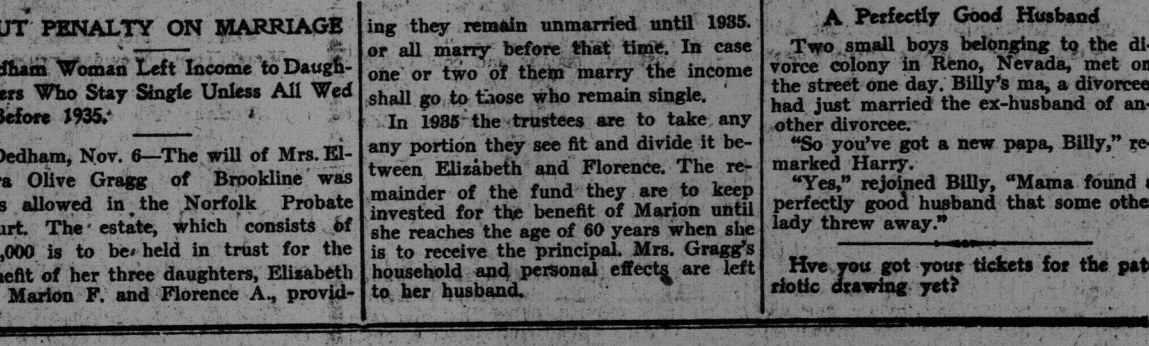 UT PENALTY ON MARRIAGE
dham Woman Left Income to Daugh-
ers Who Stay Single Unless All Wed
Before 1935.
Dedham, Nov. 6—The will of Mrs. El-
a Olive Gragg of Brookline was
s allowed in the Norfolk Probate
urt. The estate, which consists of
,000 is to be held in trust for the
nefit of her three daughters, Elizabeth
Marion F. and Florence A., provid-
ing they remain unmarried until 1935.
or all marry before that time. In case
one or two of them marry the income
shall go to those who remain single.
In 1935 the trustees are to take any
any portion they see fit and divide it be-
tween Elizabeth and Florence. The re-
mainder of the fund they are to keep
invested for the benefit of Marion until
she reaches the age of 60 years when she
is to receive the principal. Mrs. Gragg's
household and personal effects are left
to her husband.
A Perfectly Good Husband
Two small boys belonging to the di-
vorce colony in Reno, Nevada, met on
the street one day. Billy's ma, a divorcee
had just married the ex-husband of an-
other divorcee.
"So you've got a new papa, Billy," re-
marked Harry.
"Yes," rejoined Billy, "Mama found a
perfectly good husband that some othe
lady threw away."
Hve you got your tickets for the pat
riotic drawing yet?